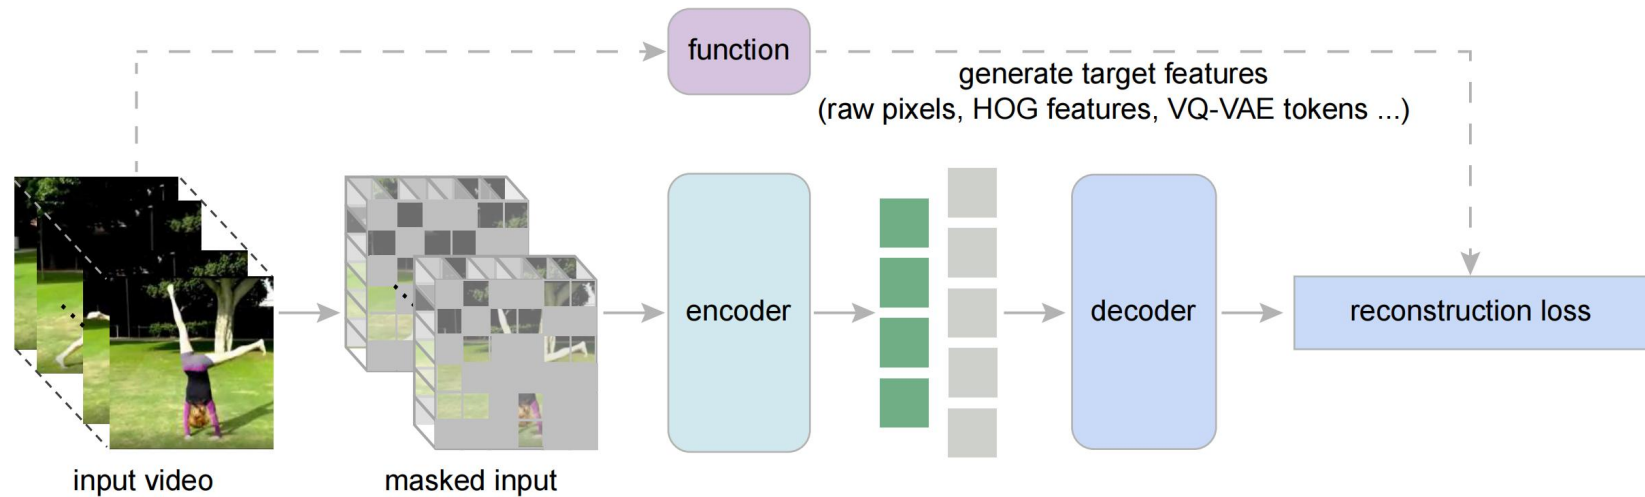 function
generate target features
(raw pixels, HOG features, VQ-VAE tokens ...)
encoder
decoder
reconstruction loss
input video
masked input